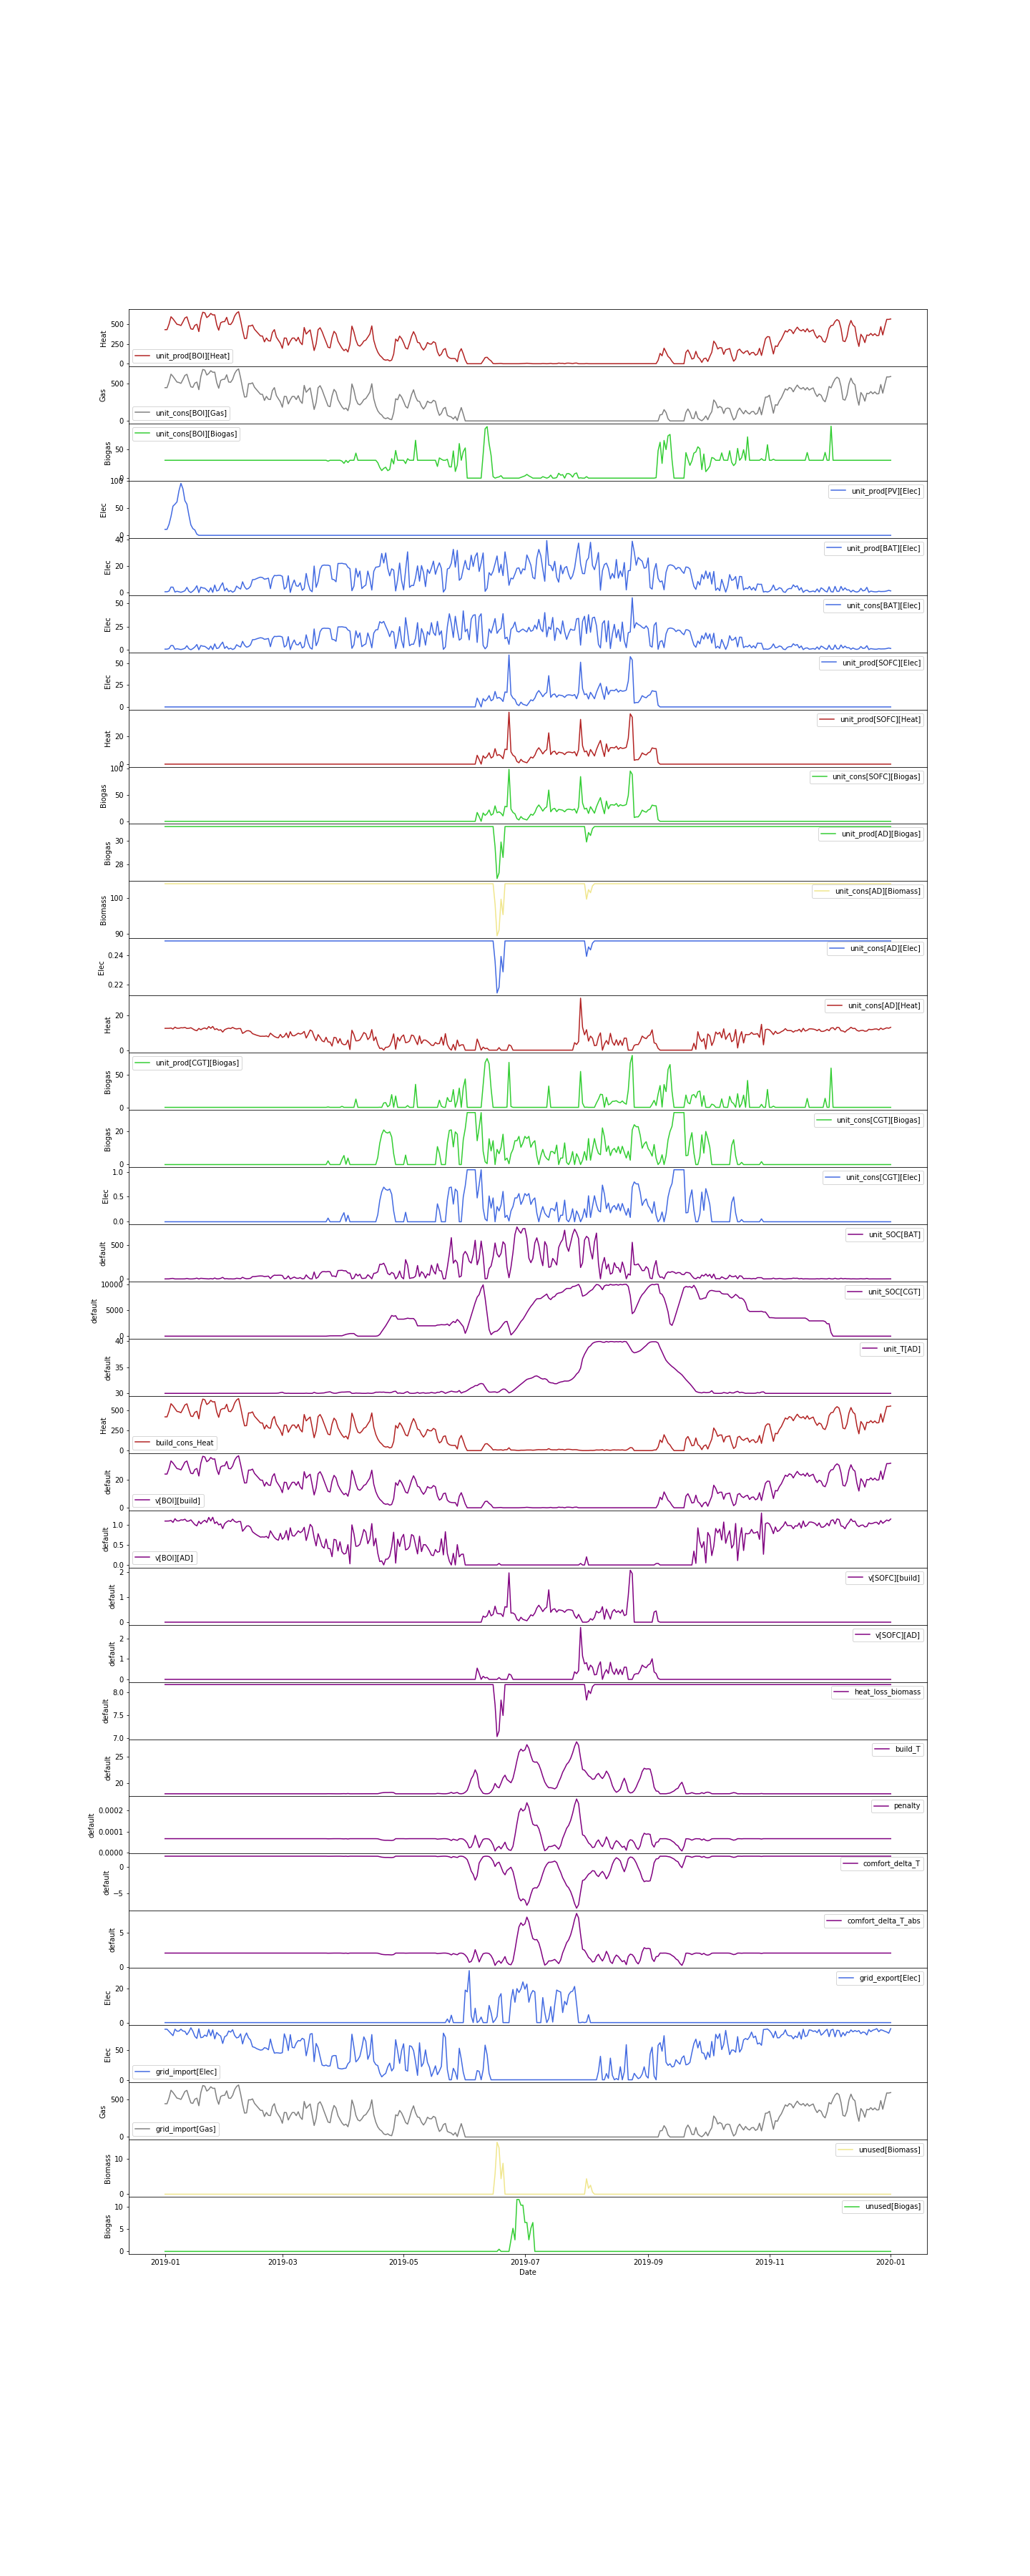 Heat
500
250
0
unit_prod[BOI][Heat]
Gas
500
0
unit_cons[BOI][Gas]
Biogas
50
0
unit_cons[BOI][Biogas]
Elec
100
50
0
unit_prod[PV][Elec]
Elec
40
20
0
unit_prod[BAT][Elec]
Elec
50
25
0
unit_cons[BAT][Elec]
Elec
50
25
0
unit_prod[SOFC][Elec]
Heat
20
0
unit_prod[SOFC][Heat]
Biogas
100
50
0
unit_cons[SOFC][Biogas]
Biogas
30
28
unit_prod[AD][Biogas]
Biomass
100
90
unit_cons[AD][Biomass]
Elec
0.24
0.22
unit_cons[AD][Elec]
Heat
20
0
unit_cons[AD][Heat]
Biogas
50
0
unit_prod[CGT][Biogas]
Biogas
20
0
unit_cons[CGT][Biogas]
Elec
1.0
0.5
0.0
unit_cons[CGT][Elec]
default
500
0
unit_SOC[BAT]
default
10000
5000
0
unit_SOC[CGT]
default
40
35
30
unit_T[AD]
Heat
500
250
0
build_cons_Heat
default
20
0
v[BOI][build]
default
1.0
0.5
0.0
v[BOI][AD]
default
2
1
0
v[SOFC][build]
default
2
1
0
v[SOFC][AD]
default
8.0
7.5
7.0
heat_loss_biomass
default
25
20
build_T
default
0.0002
0.0001
0.0000
penalty
default
0
−5
comfort_delta_T
default
5
0
comfort_delta_T_abs
Elec
20
0
grid_export[Elec]
Elec
50
0
grid_import[Elec]
Gas
500
0
grid_import[Gas]
Biomass
10
0
unused[Biomass]
Biogas
10
5
0
unused[Biogas]
2019-01 2019-03 2019-05 2019-07 2019-09 2019-11 2020-01
Date